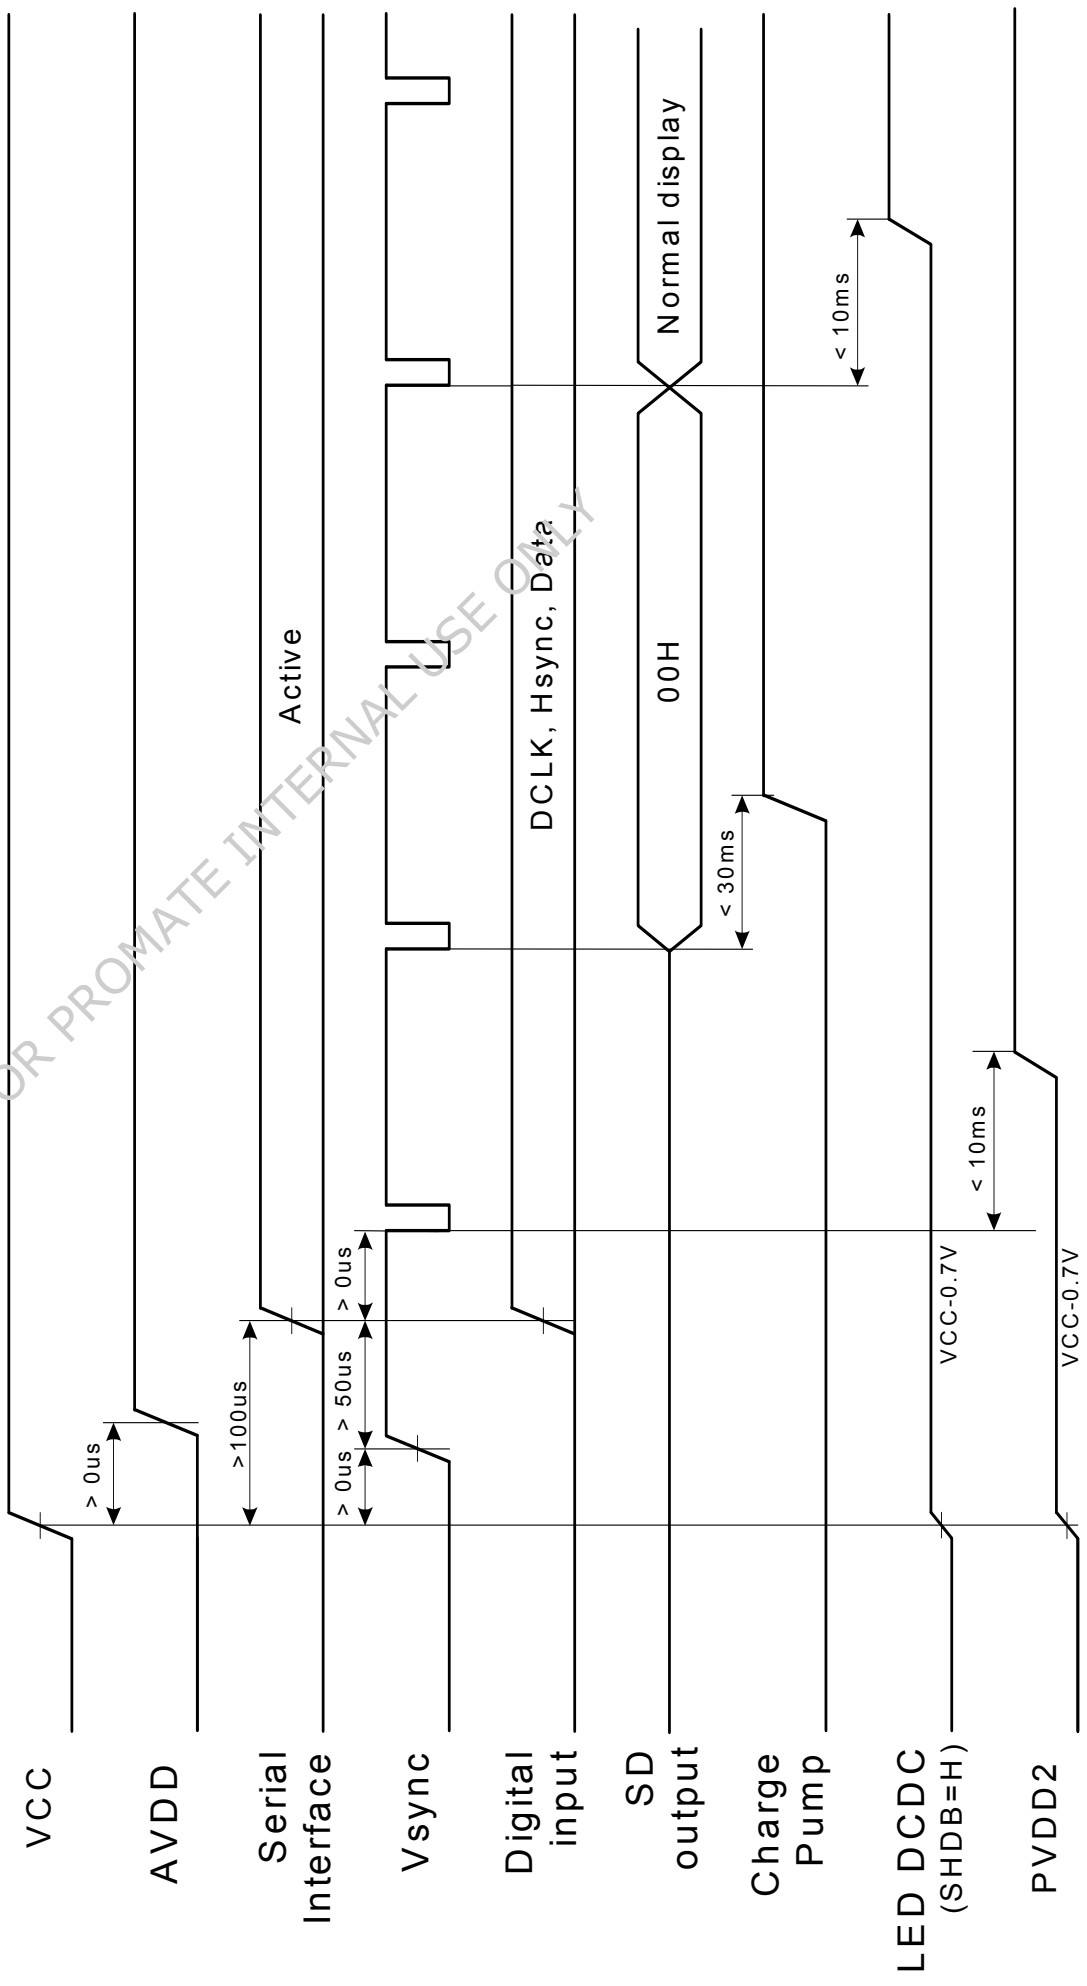 VCC
AVDD
Serial
Interface
Vsync
Digital
input
SD
output
Charge
Pump
LED DCDC
(SHDB=H)
PVDD2
> 0us
>100us
Active
> 0us
> 50us
> 0us
DCLK, Hsync, Data
00H
Normal display
< 30ms
VCC-0.7V
< 10ms
VCC-0.7V
< 10ms
OR PROMATE INTERNAL USE ONLY